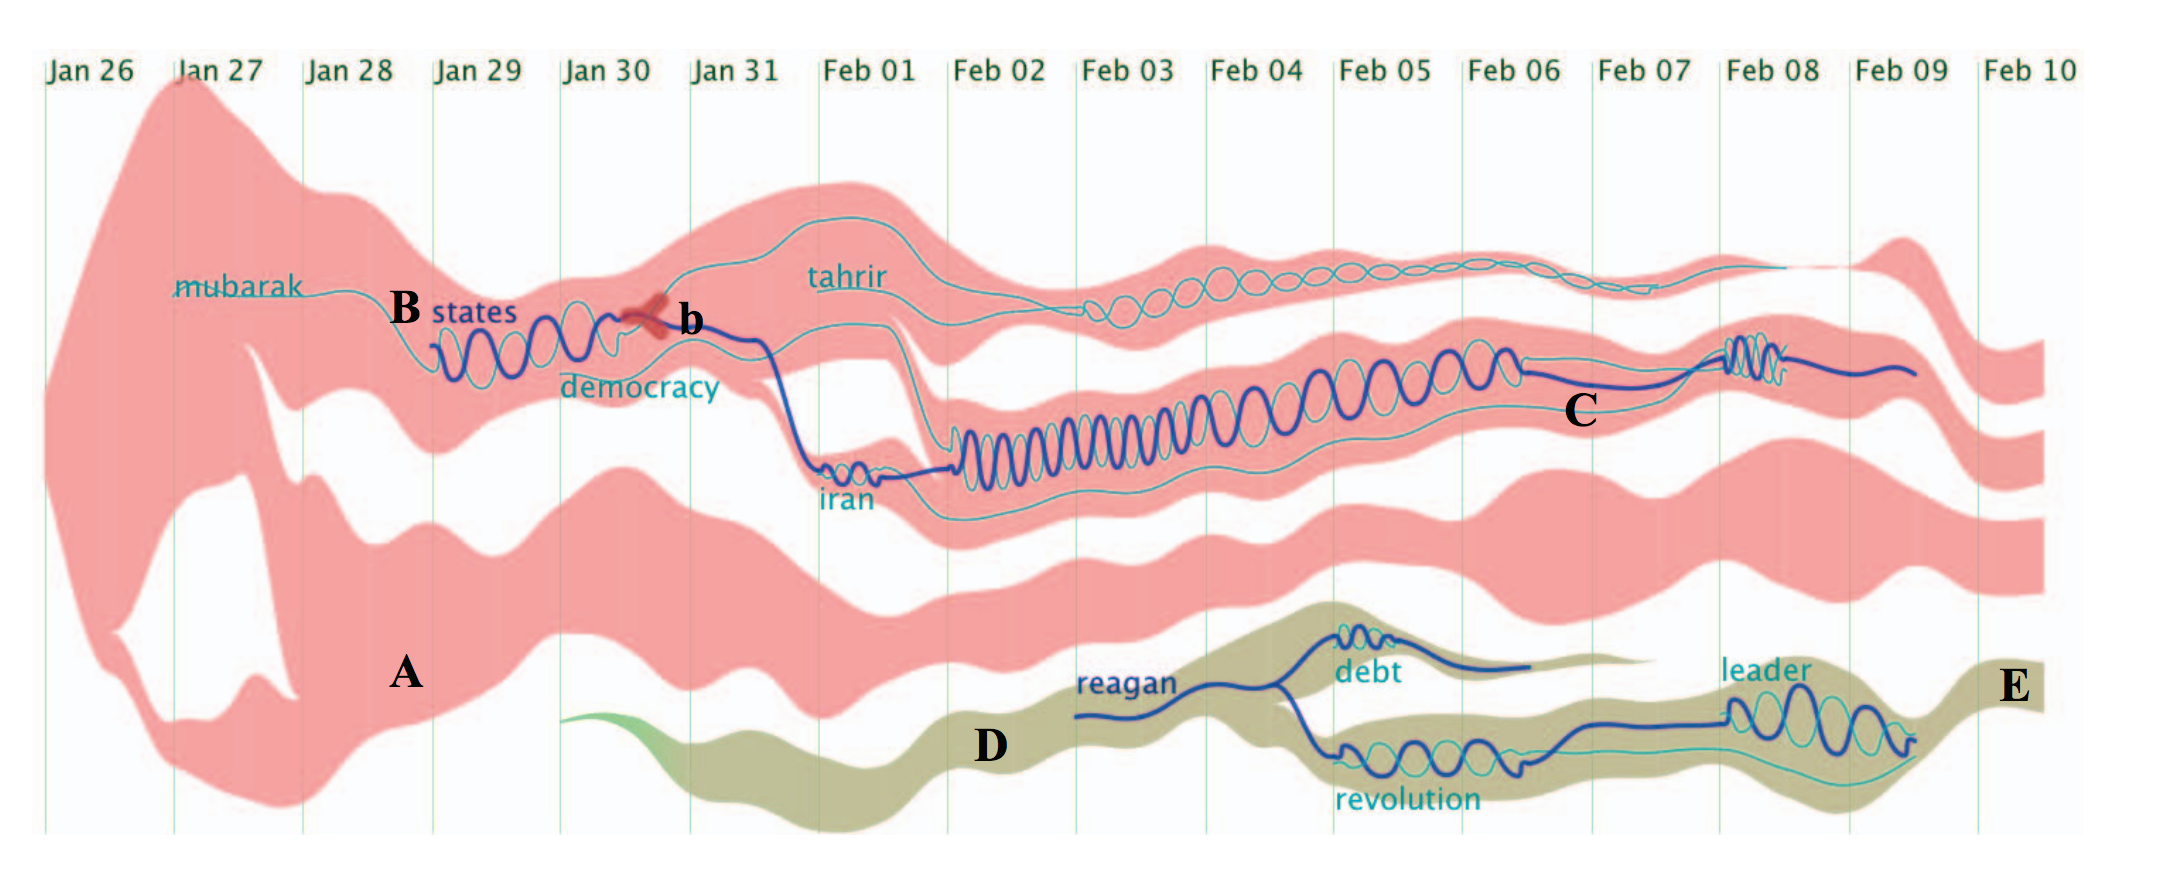 Jan 26 Jan 27 Jan 28 Jan 29 Jan 30 Jan 31 Feb 01 Feb 02 Feb 03 Feb 04 Feb 05 Feb 06 Feb 07 Feb 08 Feb 09 Feb 10
tahrir
mubarak
B states b
democracy
C
iran
A
debt
leader
reagan
E
D
revolution